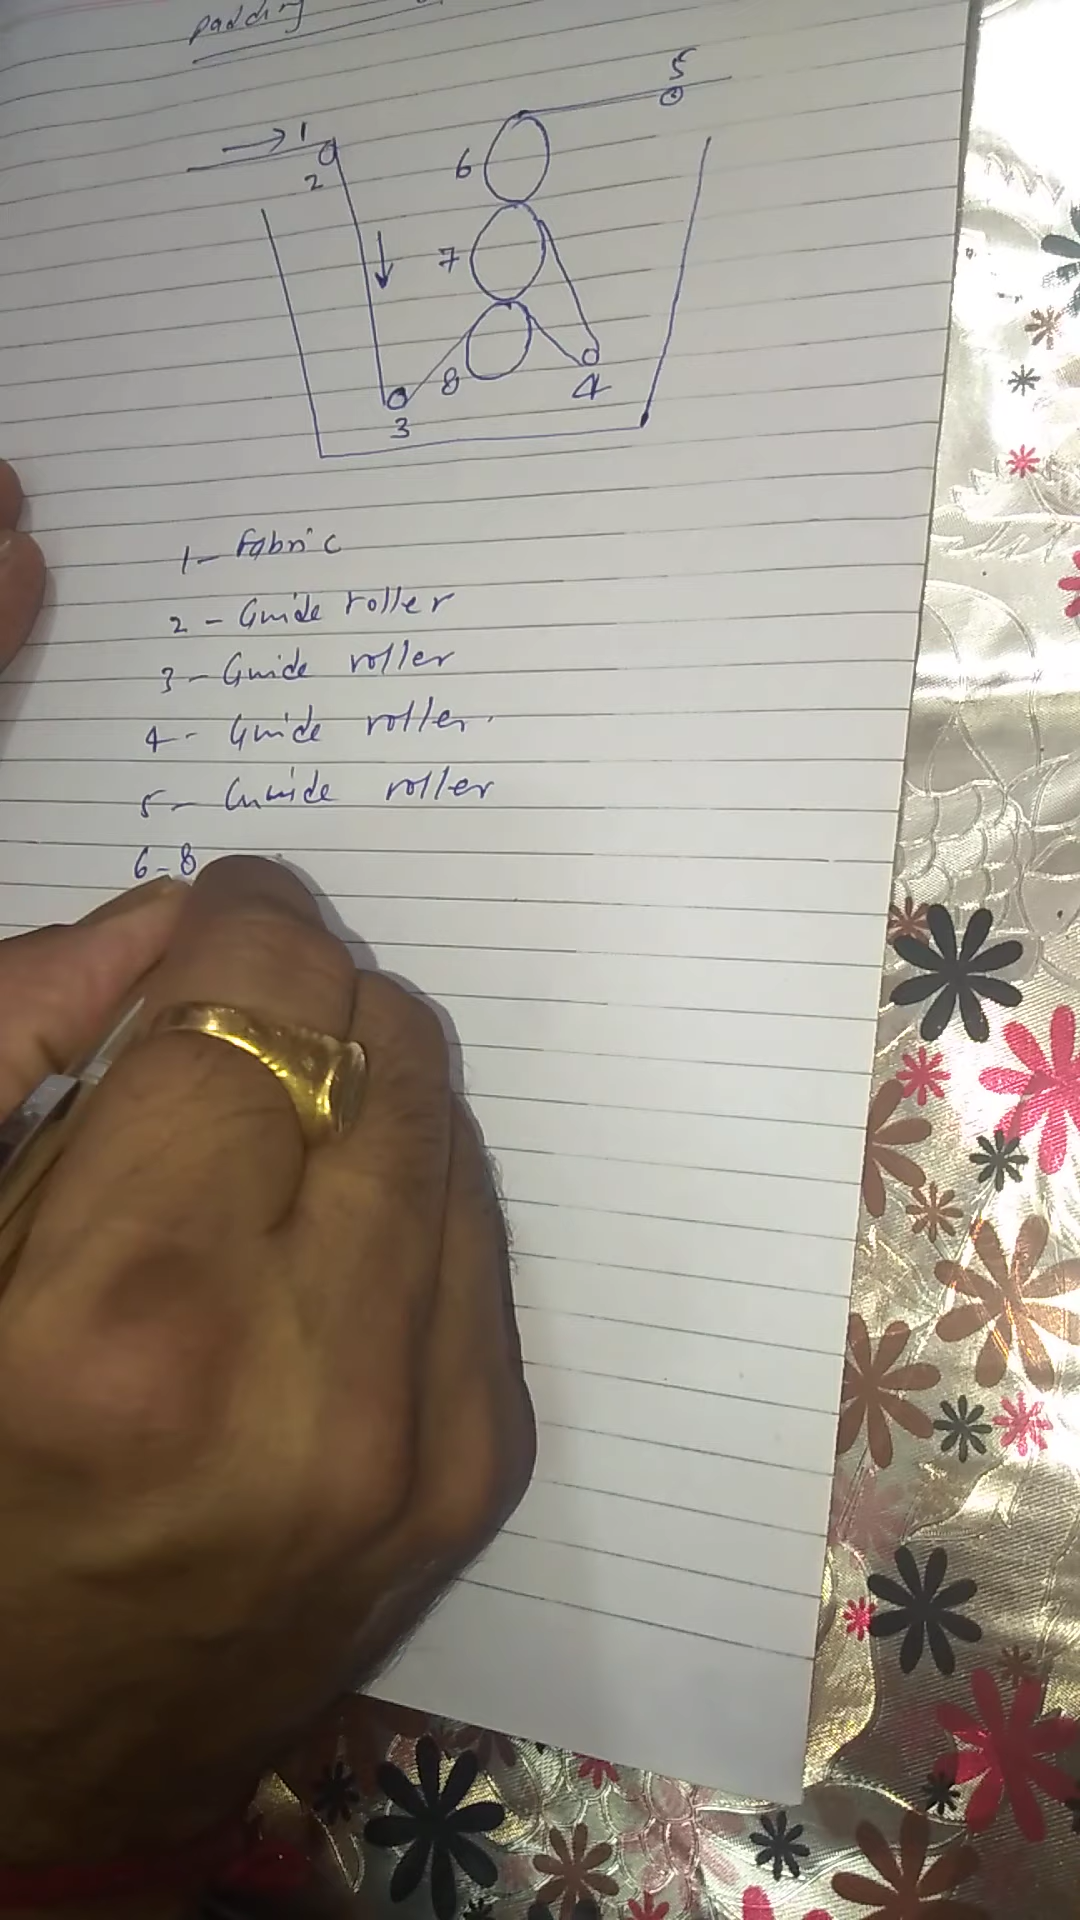 padding
5
1
2
6
7
8
4
3
1- Fabric
2 - Guide roller
3 - Guide roller
4 - Guide roller.
5 - Guide roller
6-8